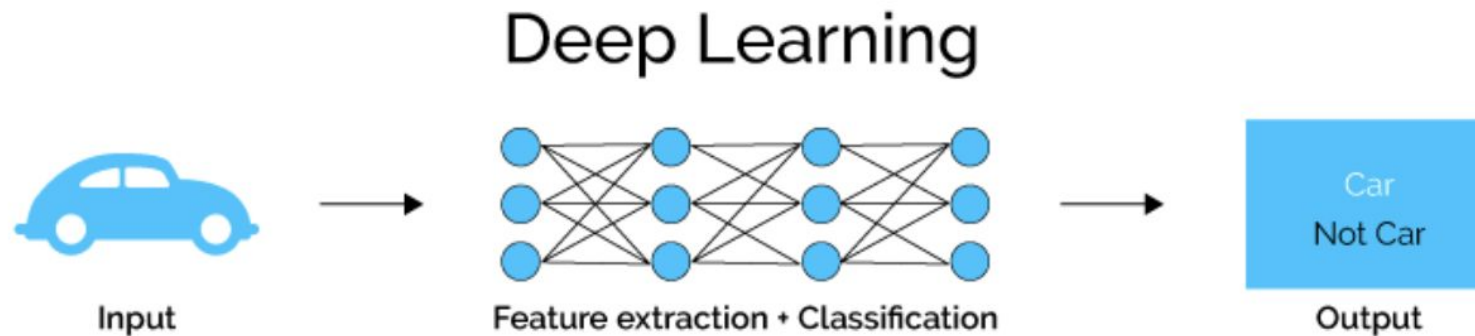 Deep Learning
Car
Not Car
Input
Feature extraction + Classification
Output